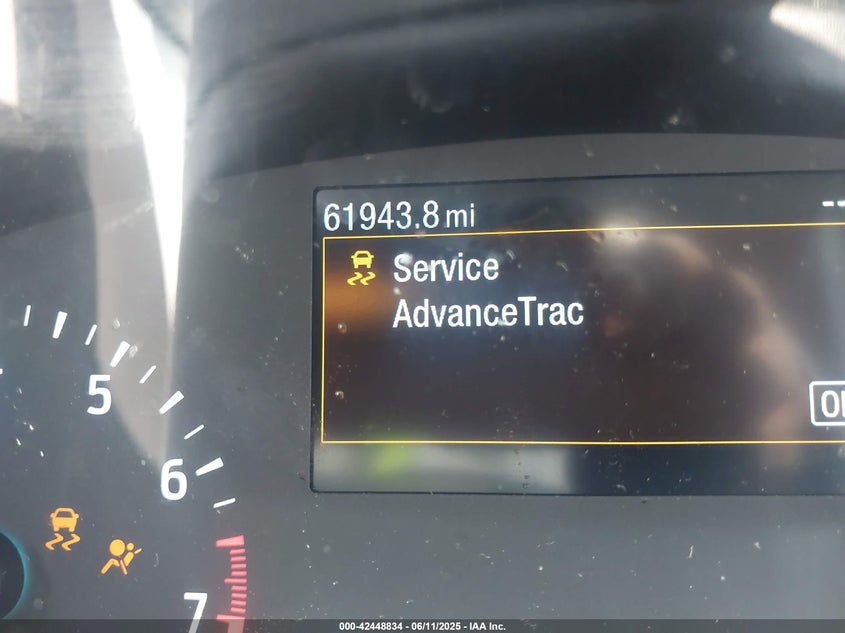 61943.8 mi
Service
AdvanceTrac
5
6
7
000-42448834 - 06/11/2025 - IAA Inc.